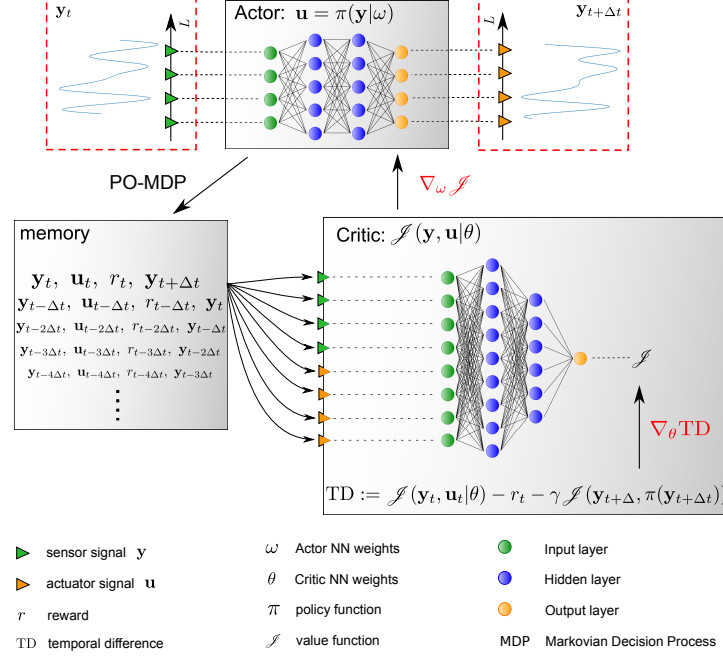 y_t
L
Actor: u = π(y|ω)
L
y_{t+Δt}
PO-MDP
∇_ω 𝒥
memory
y_t, u_t, r_t, y_{t+Δt}
y_{t−Δt}, u_{t−Δt}, r_{t−Δt}, y_t
y_{t−2Δt}, u_{t−2Δt}, r_{t−2Δt}, y_{t−Δt}
y_{t−3Δt}, u_{t−3Δt}, r_{t−3Δt}, y_{t−2Δt}
y_{t−4Δt}, u_{t−4Δt}, r_{t−4Δt}, y_{t−3Δt}
Critic: 𝒥(y, u|θ)
𝒥
∇_θ TD
TD := 𝒥(y_t, u_t|θ) − r_t − γ𝒥(y_{t+Δ}, π(y_{t+Δt}))
sensor signal y
ω Actor NN weights
Input layer
actuator signal u
θ Critic NN weights
Hidden layer
r reward
π policy function
Output layer
TD temporal difference
𝒥 value function
MDP Markovian Decision Process